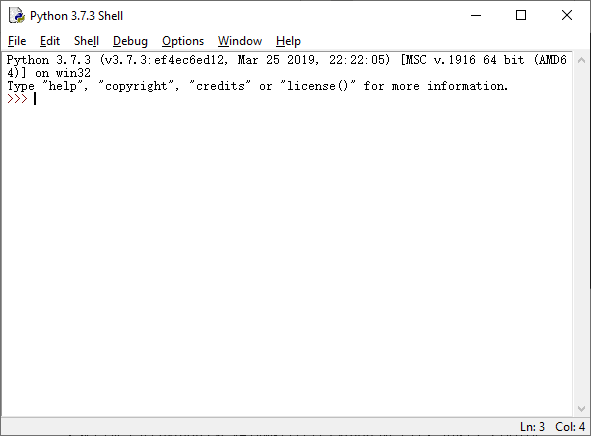 Python 3.7.3 Shell
File Edit Shell Debug Options Window Help
Python 3.7.3 (v3.7.3:ef4ec6ed12, Mar 25 2019, 22:22:05) [MSC v.1916 64 bit (AMD6
4)] on win32
Type "help", "copyright", "credits" or "license()" for more information.
>>>
Ln: 3 Col: 4